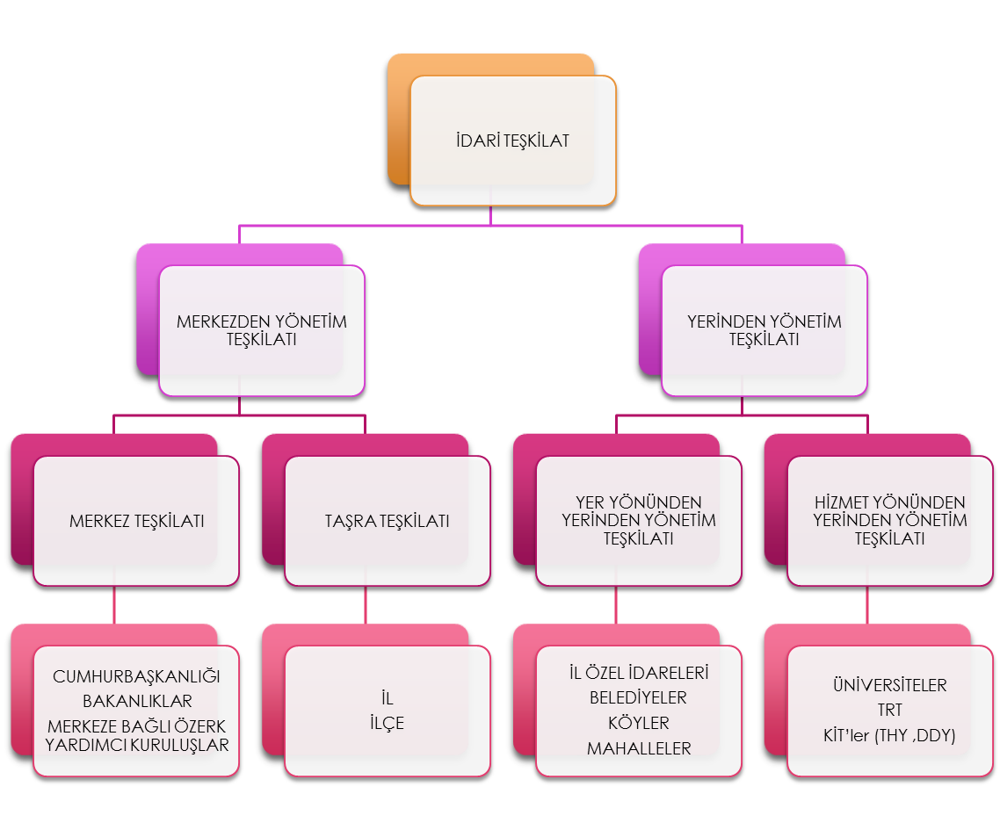 İDARİ TEŞKİLAT
MERKEZDEN YÖNETİM
TEŞKİLATI
YERİNDEN YÖNETİM
TEŞKİLATI
MERKEZ TEŞKİLATI
TAŞRA TEŞKİLATI
YER YÖNÜNDEN
YERİNDEN YÖNETİM
TEŞKİLATI
HİZMET YÖNÜNDEN
YERİNDEN YÖNETİM
TEŞKİLATI
CUMHURBAŞKANLIĞI
BAKANLIKLAR
MERKEZE BAĞLI ÖZERK
YARDIMCI KURULUŞLAR
İL
İLÇE
İL ÖZEL İDARELERİ
BELEDİYELER
KÖYLER
MAHALLELER
ÜNİVERSİTELER
TRT
KİT’ler (THY ,DDY)